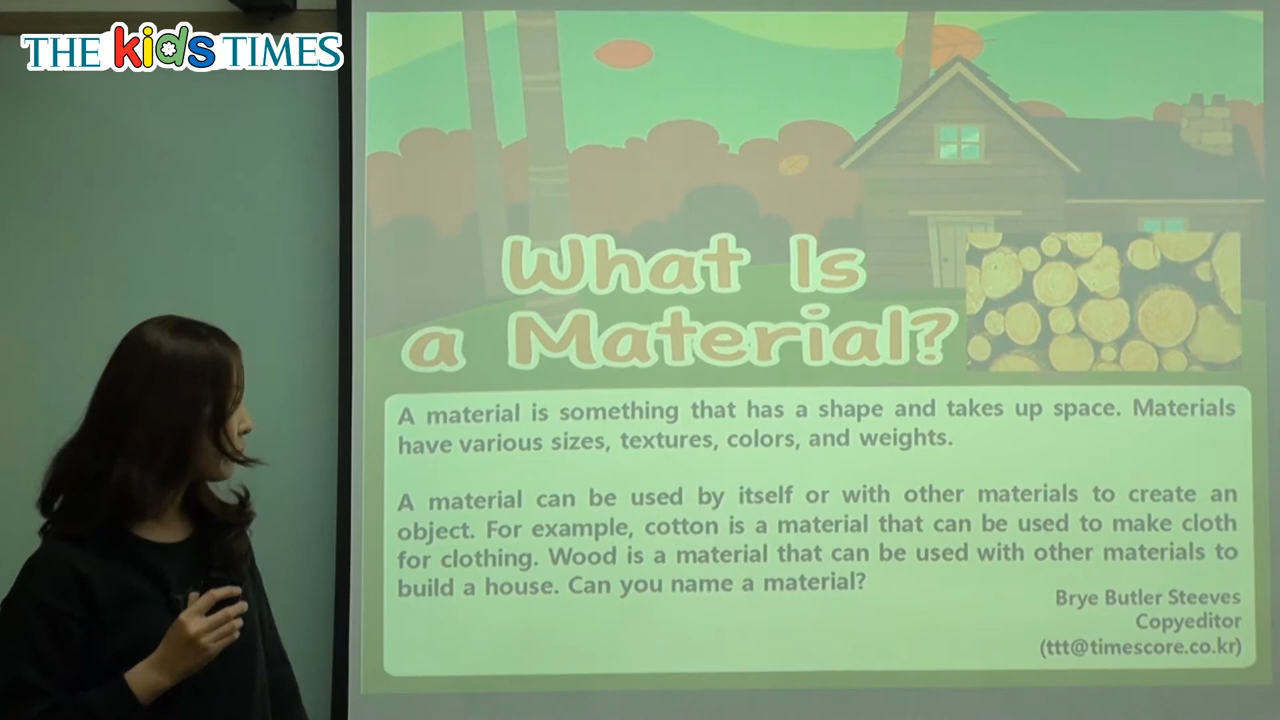 THE kids TIMES
What Is
a Material?
A material is something that has a shape and takes up space. Materials
have various sizes, textures, colors, and weights.
A material can be used by itself or with other materials to create an
object. For example, cotton is a material that can be used to make cloth
for clothing. Wood is a material that can be used with other materials to
build a house. Can you name a material?
Brye Butler Steeves
Copyeditor
(ttt@timescore.co.kr)